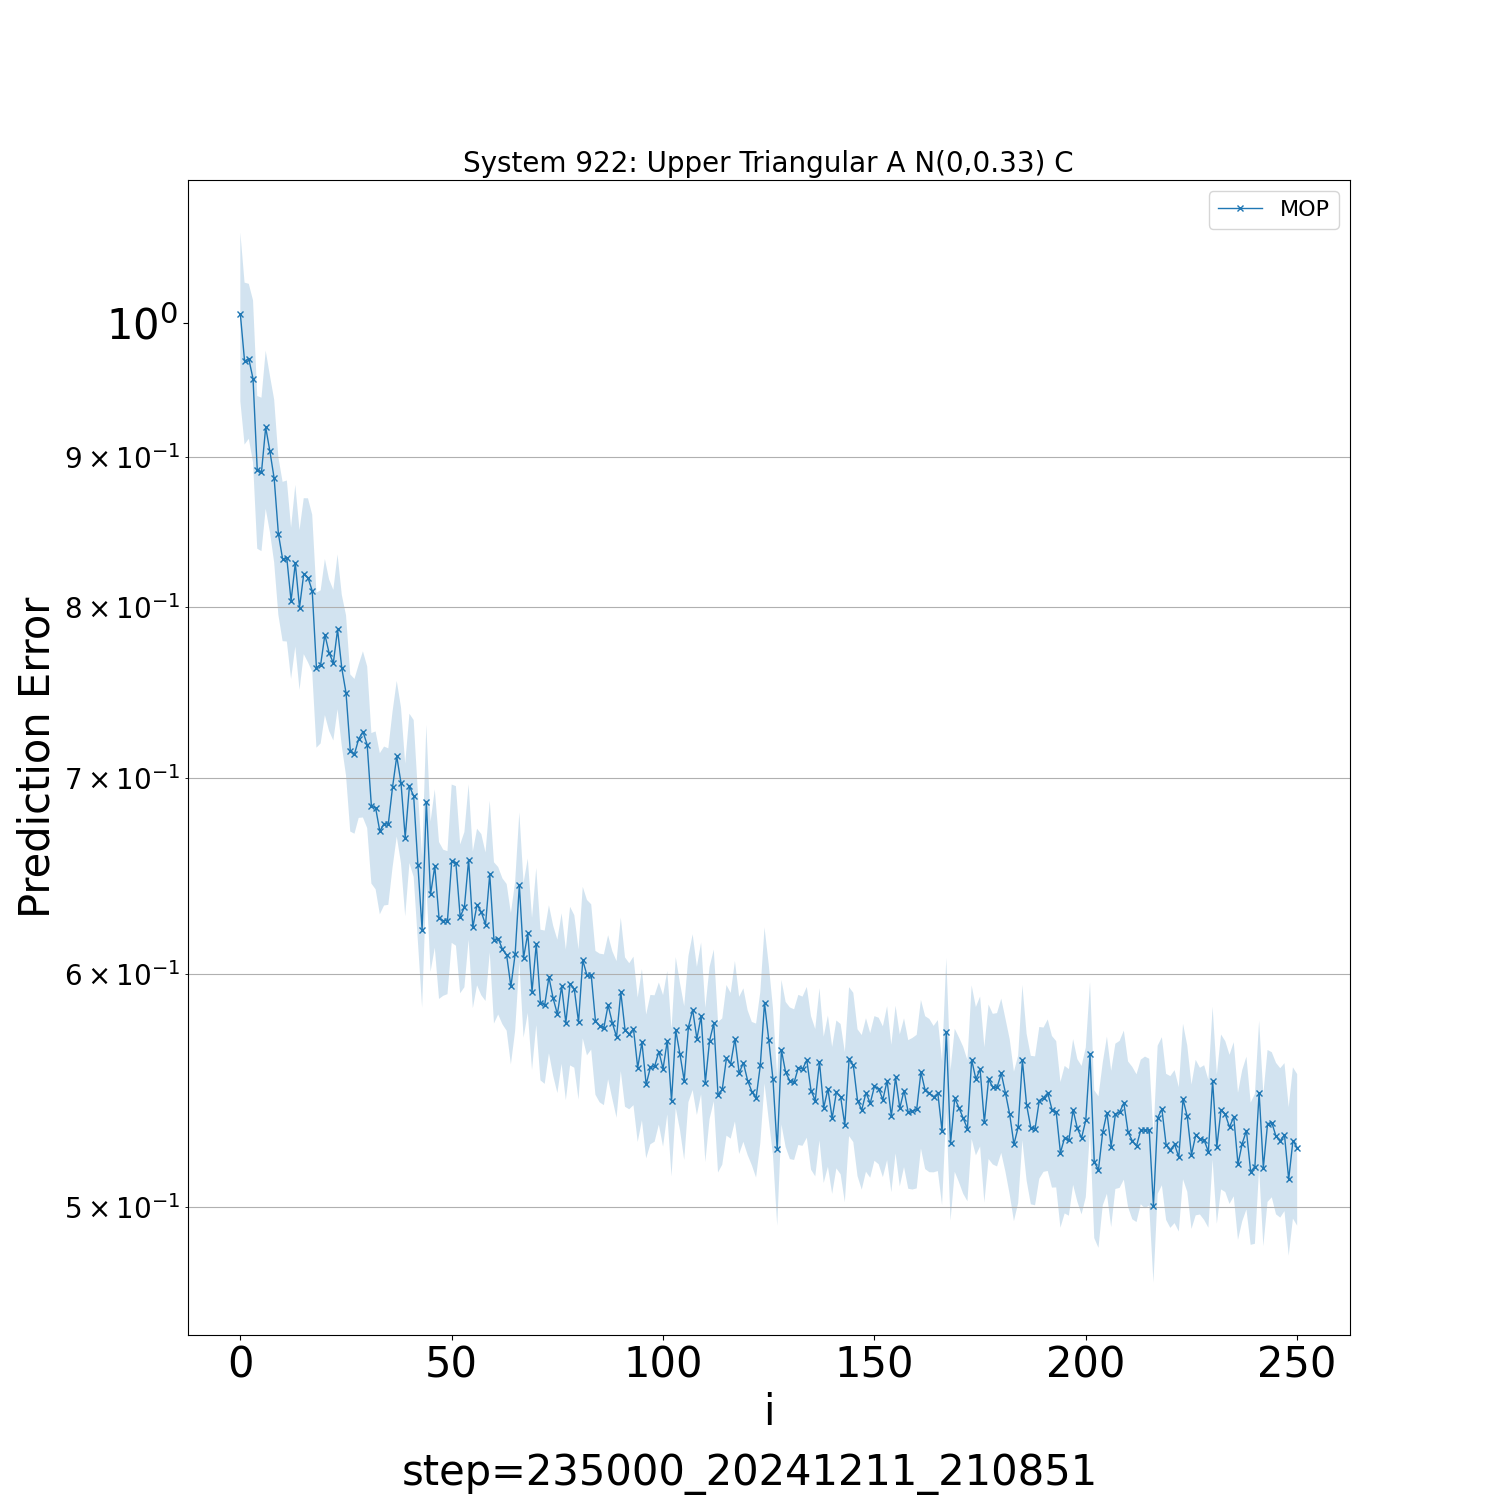 System 922: Upper Triangular A N(0,0.33) C
MOP
10⁰
9 × 10⁻¹
8 × 10⁻¹
7 × 10⁻¹
6 × 10⁻¹
5 × 10⁻¹
Prediction Error
0 50 100 150 200 250
i
step=235000_20241211_210851